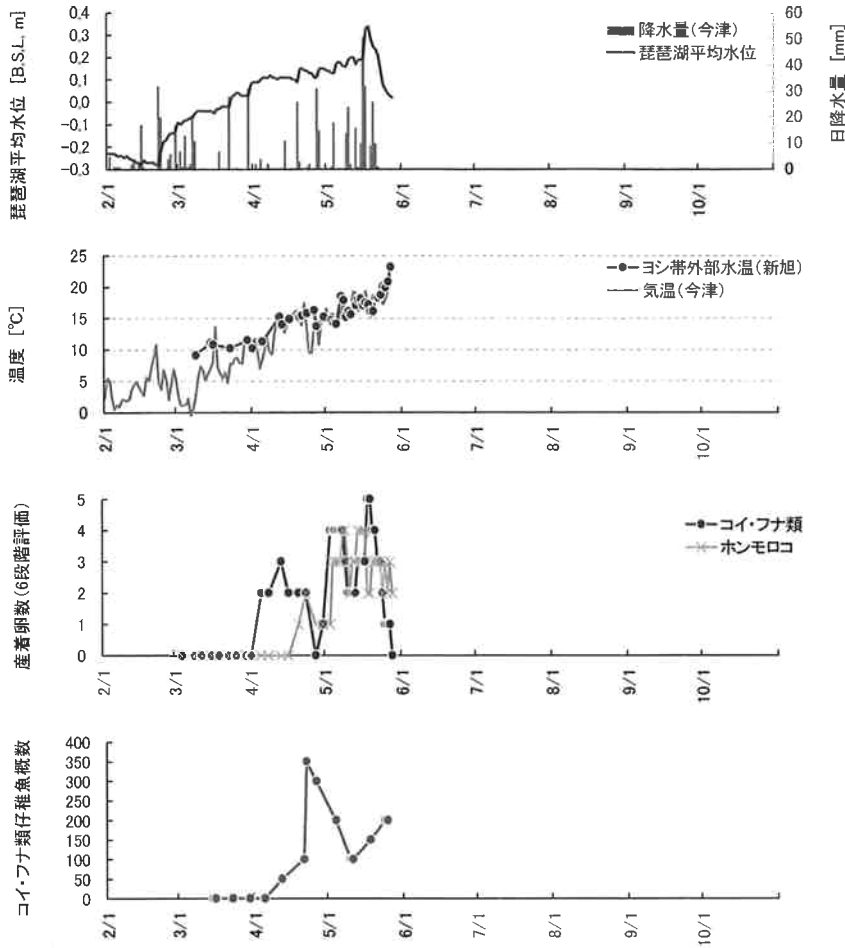 琵琶湖平均水位 [B.S.L. m]
0.4
0.3
0.2
0.1
0.0
-0.1
-0.2
-0.3
降水量(今津)
琵琶湖平均水位
60
50
40
30
20
10
0
日降水量 [mm]
2/1 3/1 4/1 5/1 6/1 7/1 8/1 9/1 10/1
温度 [℃]
25
20
15
10
5
0
ヨシ帯外部水温(新旭)
気温(今津)
2/1 3/1 4/1 5/1 6/1 7/1 8/1 9/1 10/1
産着卵数(6段階評価)
5
4
3
2
1
0
コイ・フナ類
ホンモロコ
2/1 3/1 4/1 5/1 6/1 7/1 8/1 9/1 10/1
コイ・フナ類仔稚魚概数
400
350
300
250
200
150
100
50
0
2/1 3/1 4/1 5/1 6/1 7/1 8/1 9/1 10/1